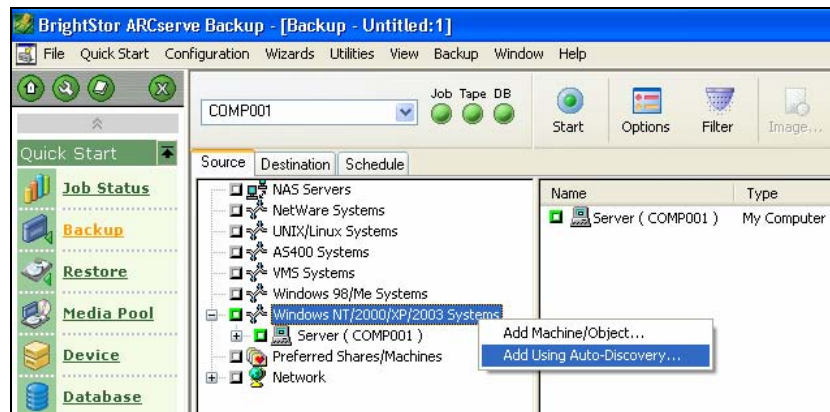 BrightStor ARCserve Backup - [Backup - Untitled:1]
File Quick Start Configuration Wizards Utilities View Backup Window Help
COMP001
Job Tape DB
Start Options Filter Image...
Quick Start
Job Status
Backup
Restore
Media Pool
Device
Database
Source Destination Schedule
NAS Servers
NetWare Systems
UNIX/Linux Systems
AS400 Systems
VMS Systems
Windows 98/Me Systems
Windows NT/2000/XP/2003 Systems
Server ( COMP001 )
Preferred Shares/Machines
Network
Add Machine/Object...
Add Using Auto-Discovery...
Name Type
Server ( COMP001 ) My Computer